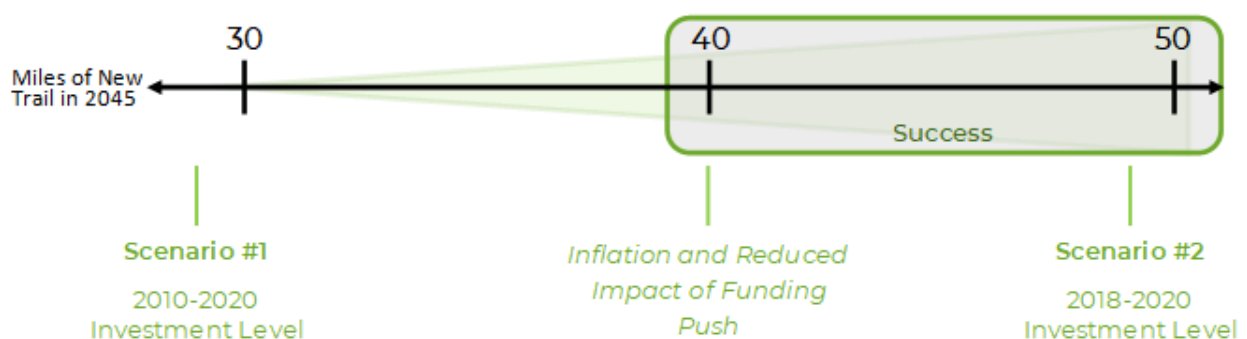 30
40
50
Miles of New
Trail in 2045
Success
Scenario #1
2010-2020
Investment Level
Inflation and Reduced
Impact of Funding
Push
Scenario #2
2018-2020
Investment Level